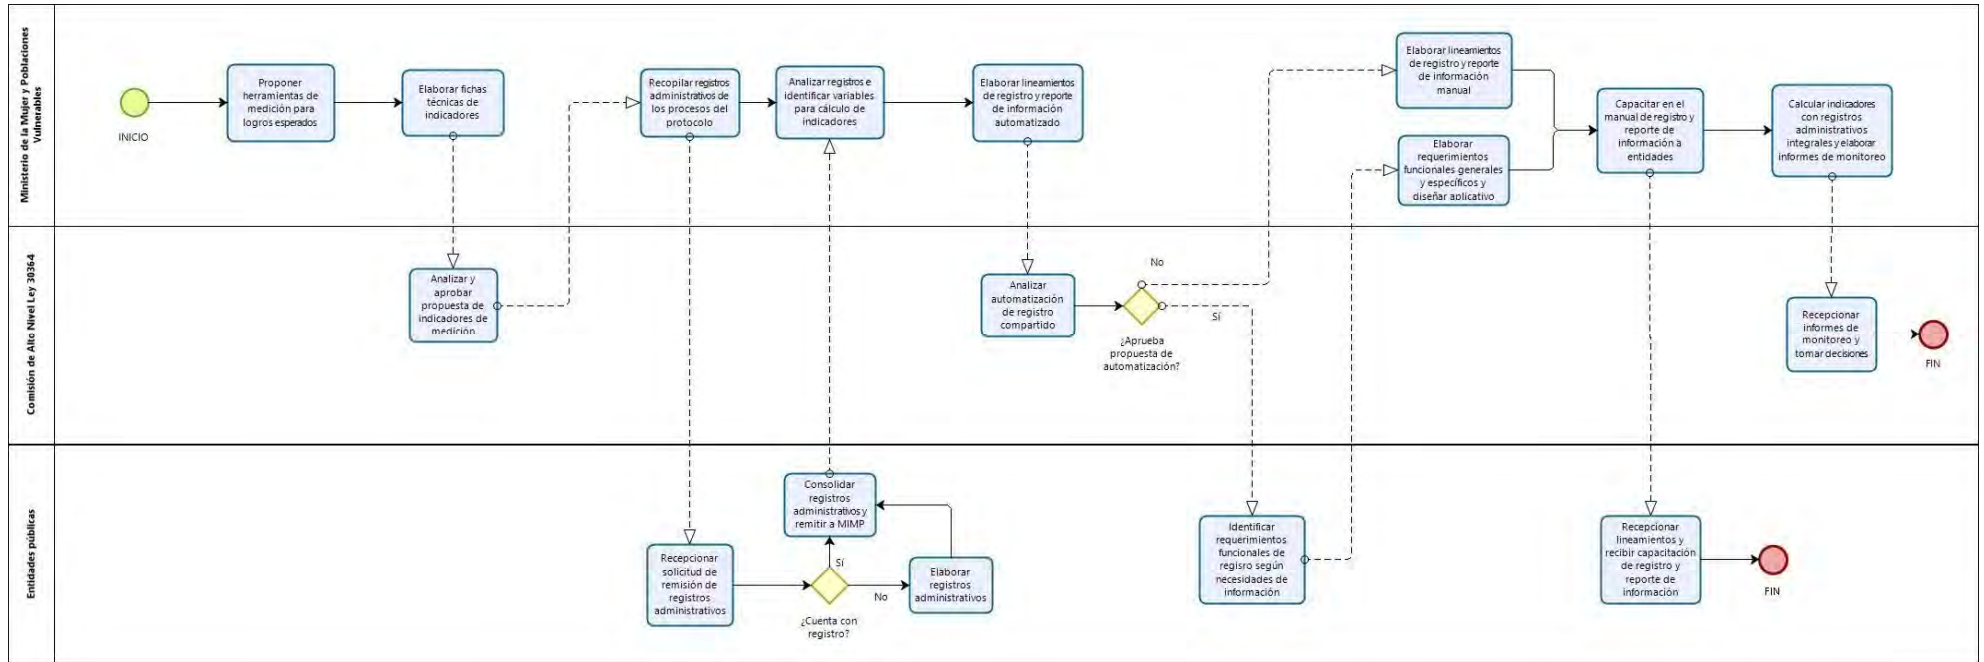 Ministerio de la Mujer y Poblaciones
Vulnerables
INICIO
Proponer
herramientas de
medición para
logros esperados
Elaborar fichas
técnicas de
indicadores
Recopilar registros
administrativos de
los procesos del
protocolo
Analizar registros e
identificar variables
para cálculo de
indicadores
Elaborar lineamientos
de registro y reporte
de información
automatizado
Elaborar lineamientos
de registro y reporte
de información
manual
Elaborar
requerimientos
funcionales generales
y específicos y
diseñar aplicativo
Capacitar en el
manual de registro y
reporte de
información a
entidades
Calcular indicadores
con registros
administrativos
integrales y elaborar
informes de monitoreo
Comisión de Alto Nivel Ley 30364
Analizar y
aprobar
propuesta de
indicadores de
medición
Analizar
automatización
de registro
compartido
No
Sí
¿Aprueba
propuesta de
automatización?
Recepcionar
informes de
monitoreo y
tomar decisiones
FIN
Entidades públicas
Recepcionar
solicitud de
remisión de
registros
administrativos
Consolidar
registros
administrativos y
remitir a MIMP
Sí
No
¿Cuenta con
registro?
Elaborar
registros
administrativos
Identificar
requerimientos
funcionales de
regisro según
necesidades de
información
Recepcionar
lineamientos y
recibir capacitación
de registro y
reporte de
información
FIN